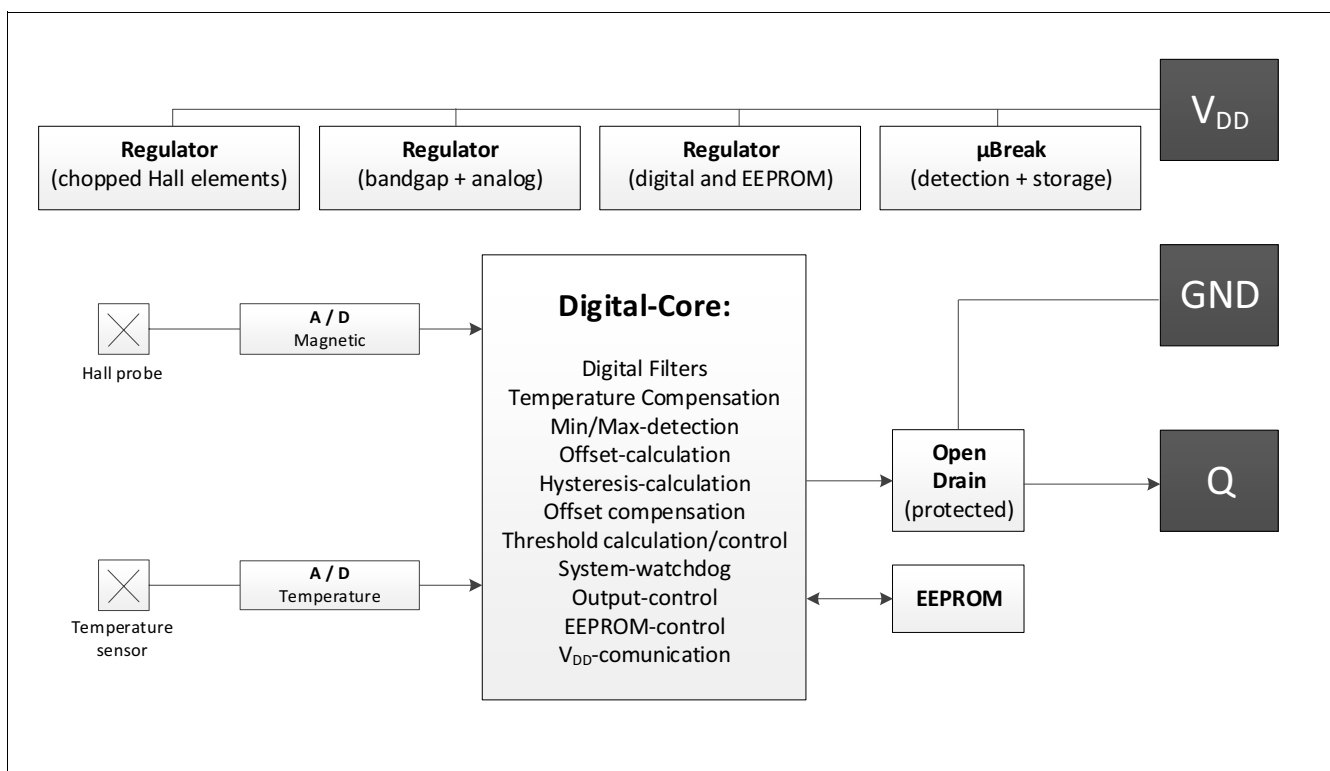 V_DD
Regulator
(chopped Hall elements)
Regulator
(bandgap + analog)
Regulator
(digital and EEPROM)
µBreak
(detection + storage)
GND
Digital-Core:
Digital Filters
Temperature Compensation
Min/Max-detection
Offset-calculation
Hysteresis-calculation
Offset compensation
Threshold calculation/control
System-watchdog
Output-control
EEPROM-control
V_DD-comunication
A / D
Magnetic
Hall probe
A / D
Temperature
Temperature
sensor
Open
Drain
(protected)
Q
EEPROM